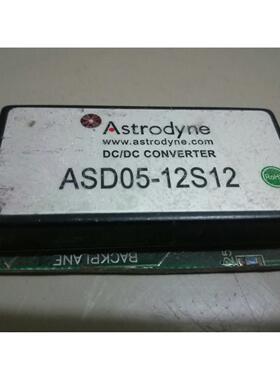 Astrodyne
www.astrodyne.com
DC/DC CONVERTER
ASD05-12S12
RoHS
BACKPLANE